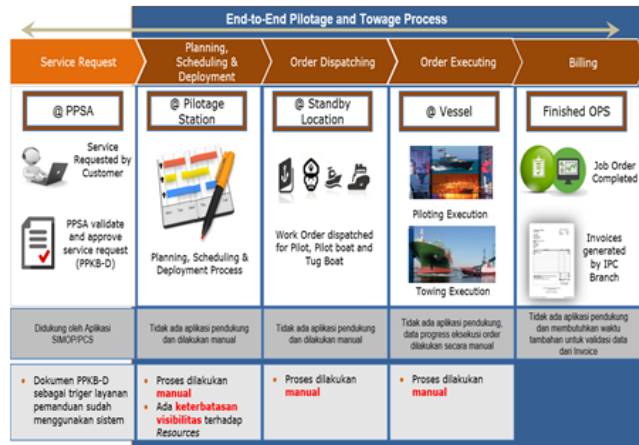 End-to-End Pilotage and Towage Process
Service Request
Planning,
Scheduling &
Deployment
Order Dispatching
Order Executing
Billing
@ PPSA
@ Pilotage
Station
@ Standby
Location
@ Vessel
Finished OPS
Service
Requested by
Customer
PPSA validate
and approve
service request
(PPKB-D)
Planning, Scheduling &
Deployment Process
Work Order dispatched
for Pilot, Pilot boat and
Tug Boat
Piloting Execution
Towing Execution
Job Order
Completed
Invoices
generated
by IPC
Branch
Didukung oleh Aplikasi
SIMOP/PCS
Tidak ada aplikasi pendukung
dan dilakukan manual
Tidak ada aplikasi pendukung
dan dilakukan manual
Tidak ada aplikasi pendukung,
data progress eksekusi order
dilakukan secara manual
Tidak ada aplikasi pendukung
dan membutuhkan waktu
tambahan untuk validasi data
dari Invoice
• Dokumen PPKB-D
sebagai triger layanan
pemanduan sudah
menggunakan sistem
• Proses dilakukan
manual
• Ada keterbatasan
visibilitas terhadap
Resources
• Proses dilakukan
manual
• Proses dilakukan
manual